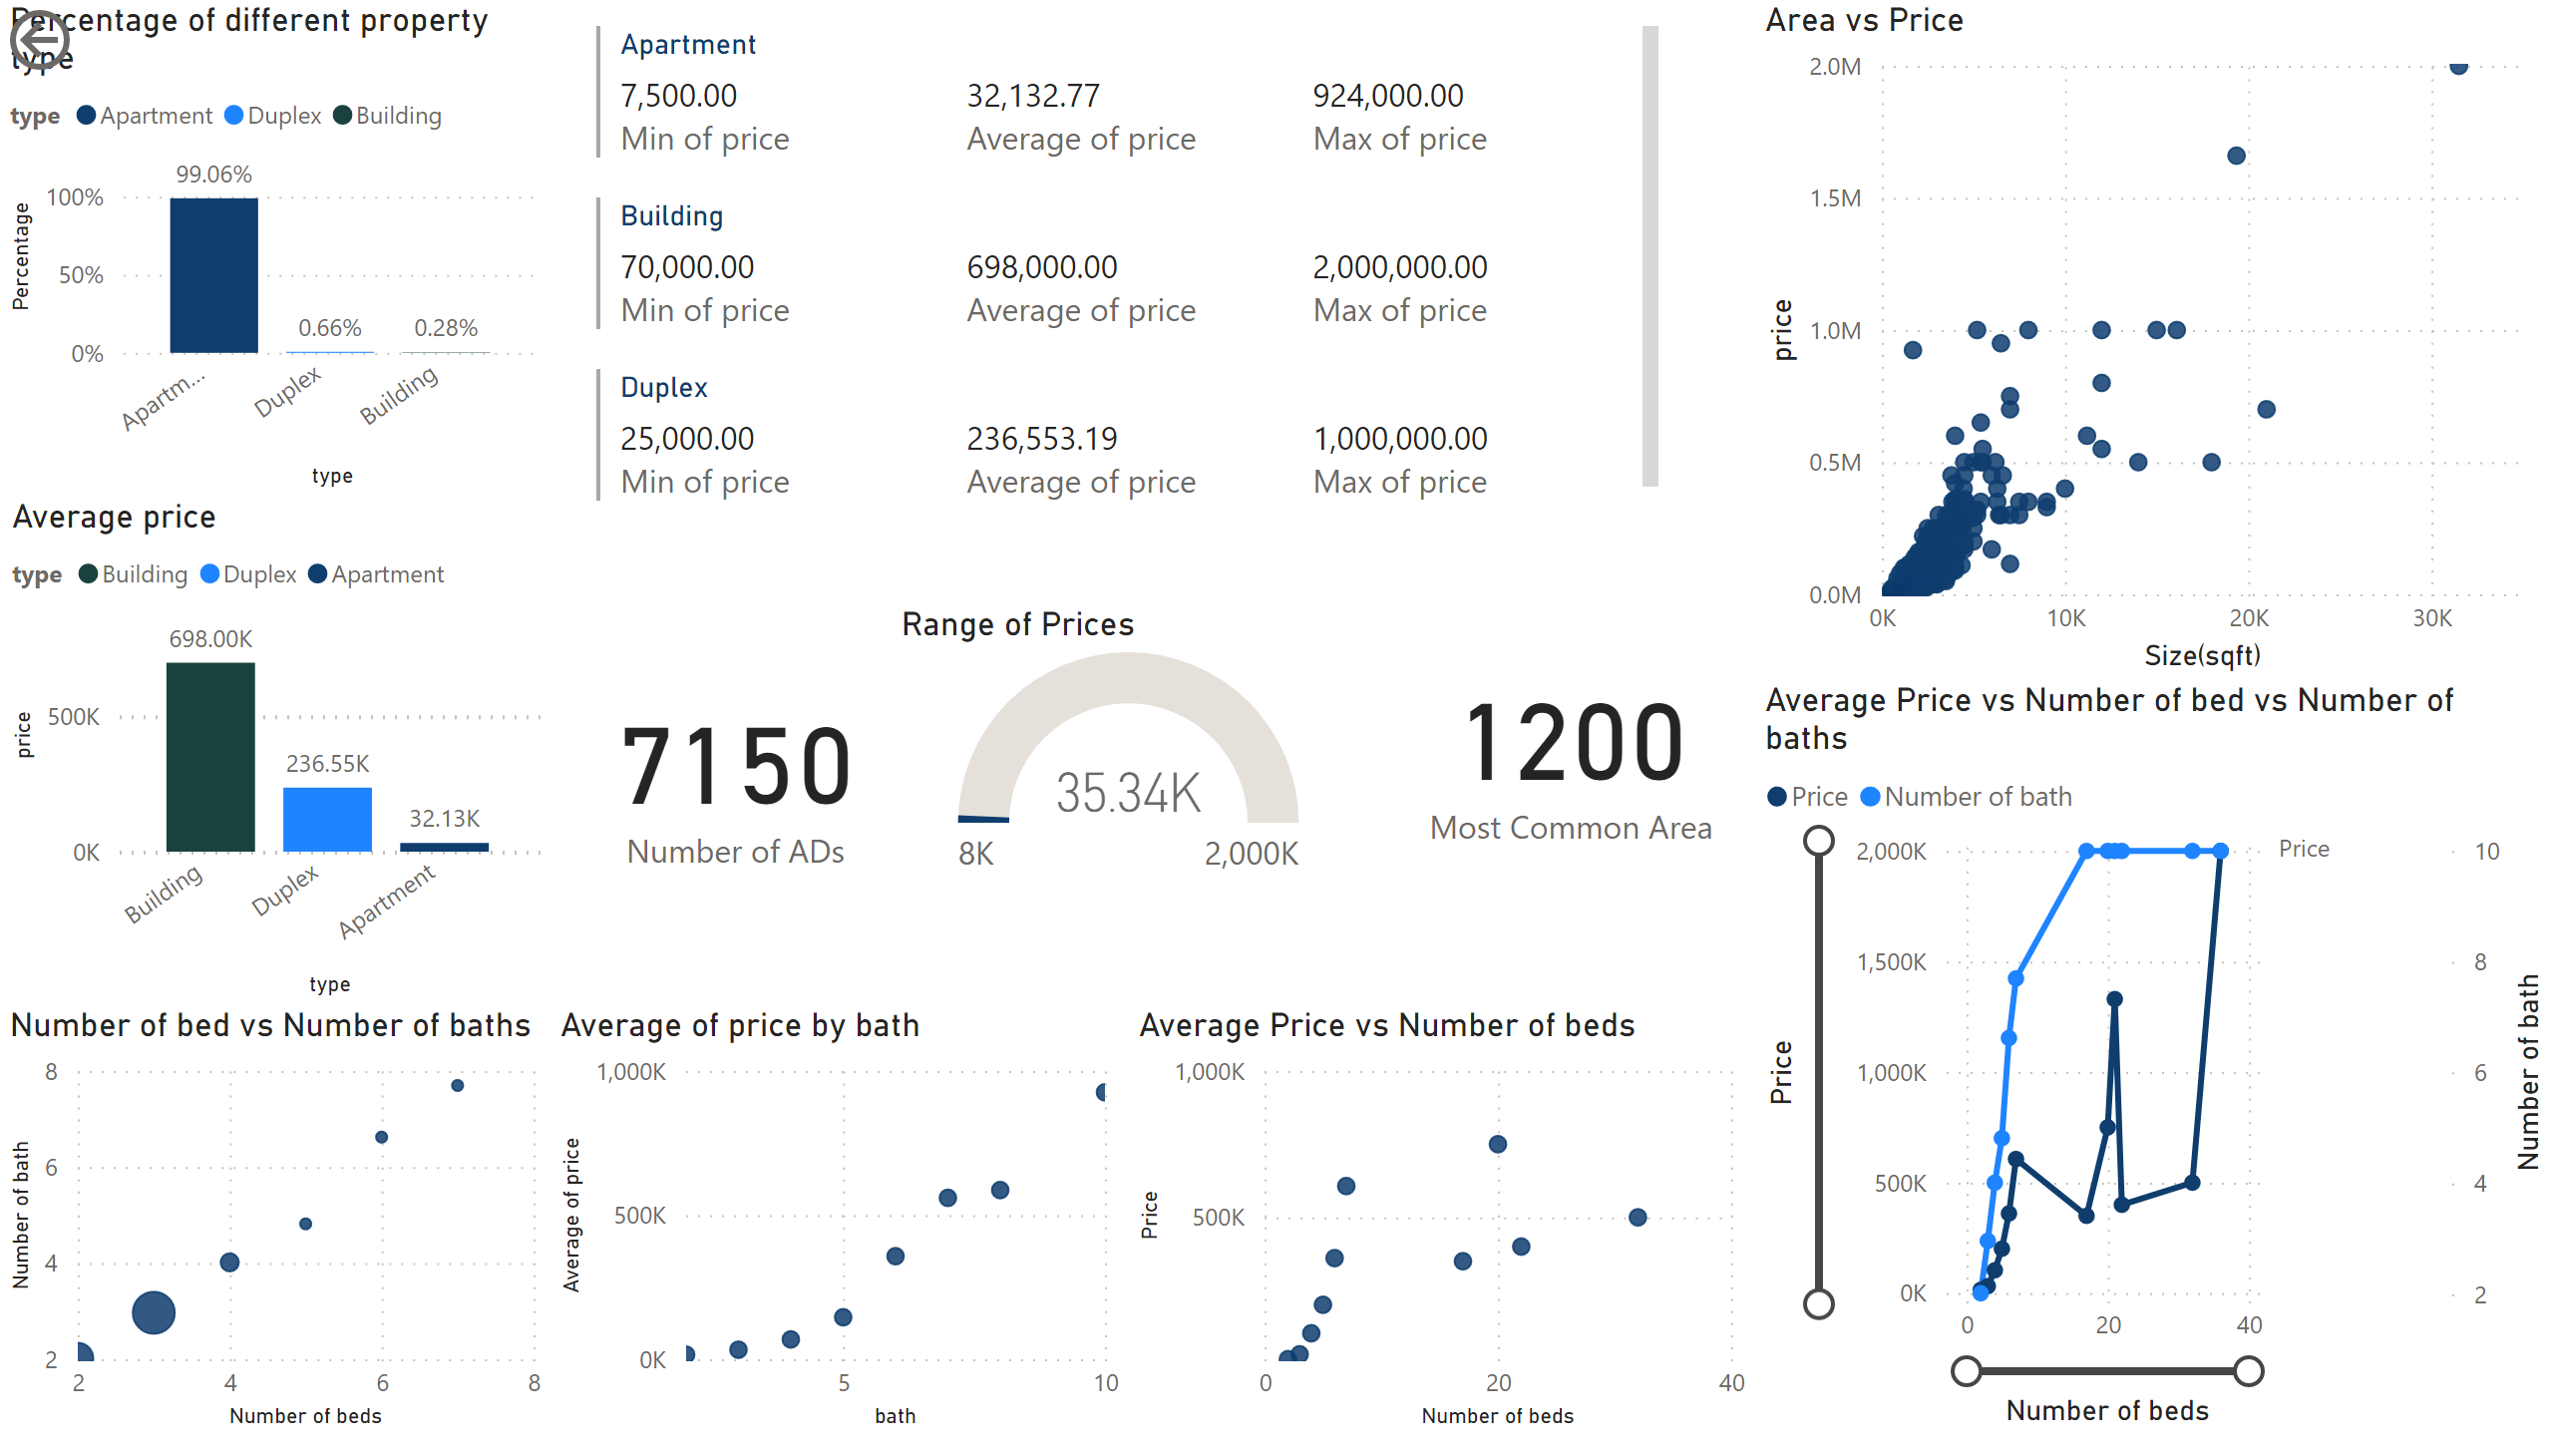 Percentage of different property
type
type Apartment Duplex Building
99.06%
100%
50%
0.66%
0.28%
0%
Percentage
Apartm...
Duplex
Building
type
Apartment
7,500.00
32,132.77
924,000.00
Min of price
Average of price
Max of price
Building
70,000.00
698,000.00
2,000,000.00
Min of price
Average of price
Max of price
Duplex
25,000.00
236,553.19
1,000,000.00
Min of price
Average of price
Max of price
Area vs Price
2.0M
1.5M
1.0M
0.5M
0.0M
price
0K
10K
20K
30K
Size(sqft)
Average price
type Building Duplex Apartment
698.00K
500K
236.55K
32.13K
0K
price
Building
Duplex
Apartment
type
7150
Number of ADs
Range of Prices
35.34K
8K
2,000K
1200
Most Common Area
Average Price vs Number of bed vs Number of
baths
Price Number of bath
2,000K
1,500K
1,000K
500K
0K
Price
Price
10
8
6
4
2
Number of bath
0
20
40
Number of beds
Number of bed vs Number of baths
8
6
4
2
Number of bath
2
4
6
8
Number of beds
Average of price by bath
1,000K
500K
0K
Average of price
5
10
bath
Average Price vs Number of beds
1,000K
500K
Price
0
20
40
Number of beds